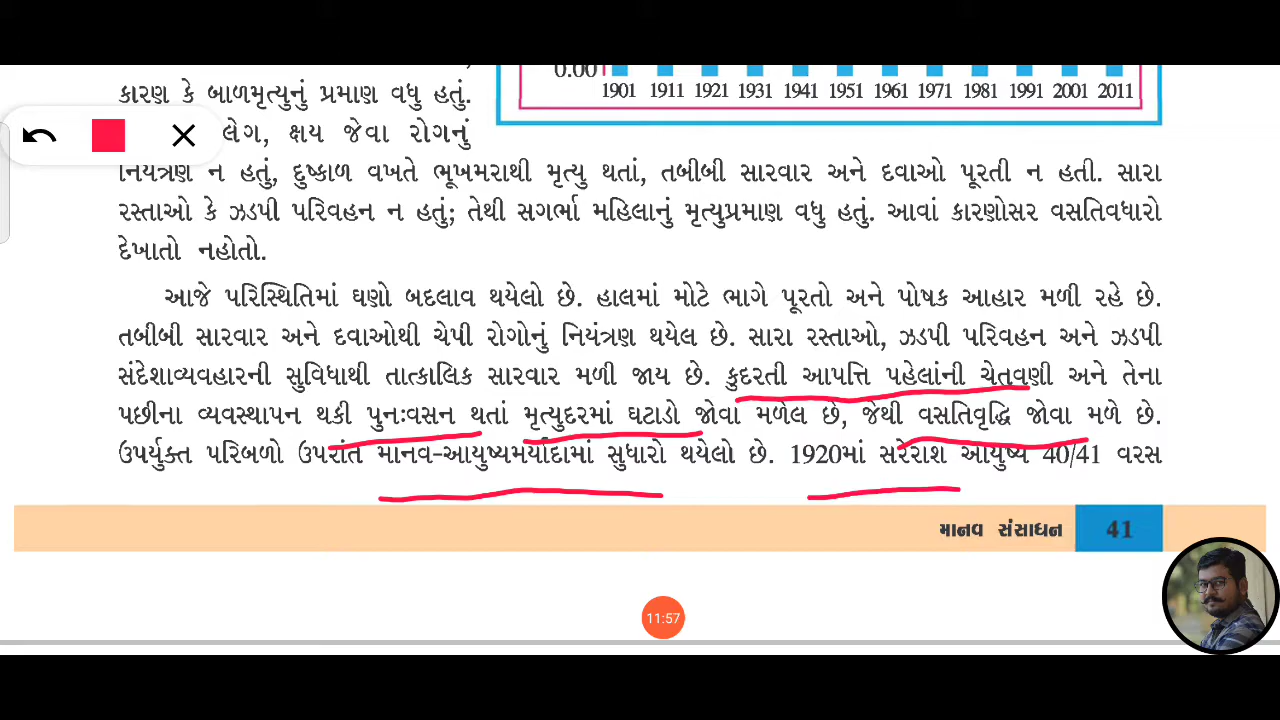 0.00
1901 1911 1921 1931 1941 1951 1961 1971 1981 1991 2001 2011
કારણ કે બાળમૃત્યુનું પ્રમાણ વધુ હતું.
લેગ, ક્ષય જેવા રોગનું
નિયંત્રણ ન હતું, દુષ્કાળ વખતે ભૂખમરાથી મૃત્યુ થતાં, તબીબી સારવાર અને દવાઓ પૂરતી ન હતી. સારા
રસ્તાઓ કે ઝડપી પરિવહન ન હતું; તેથી સગર્ભા મહિલાનું મૃત્યુપ્રમાણ વધુ હતું. આવાં કારણોસર વસતિવધારો
દેખાતો નહોતો.
આજે પરિસ્થિતિમાં ઘણો બદલાવ થયેલો છે. હાલમાં મોટે ભાગે પૂરતો અને પોષક આહાર મળી રહે છે.
તબીબી સારવાર અને દવાઓથી ચેપી રોગોનું નિયંત્રણ થયેલ છે. સારા રસ્તાઓ, ઝડપી પરિવહન અને ઝડપી
સંદેશાવ્યવહારની સુવિધાથી તાત્કાલિક સારવાર મળી જાય છે. કુદરતી આપત્તિ પહેલાંની ચેતવણી અને તેના
પછીના વ્યવસ્થાપન થકી પુનઃવસન થતાં મૃત્યુદરમાં ઘટાડો જોવા મળેલ છે, જેથી વસતિવૃદ્ધિ જોવા મળે છે.
ઉપર્યુક્ત પરિબળો ઉપરાંત માનવ-આયુષ્યમર્યાદામાં સુધારો થયેલો છે. 1920માં સરેરાશ આયુષ્ય 40/41 વરસ
માનવ સંસાધન 41
11:57